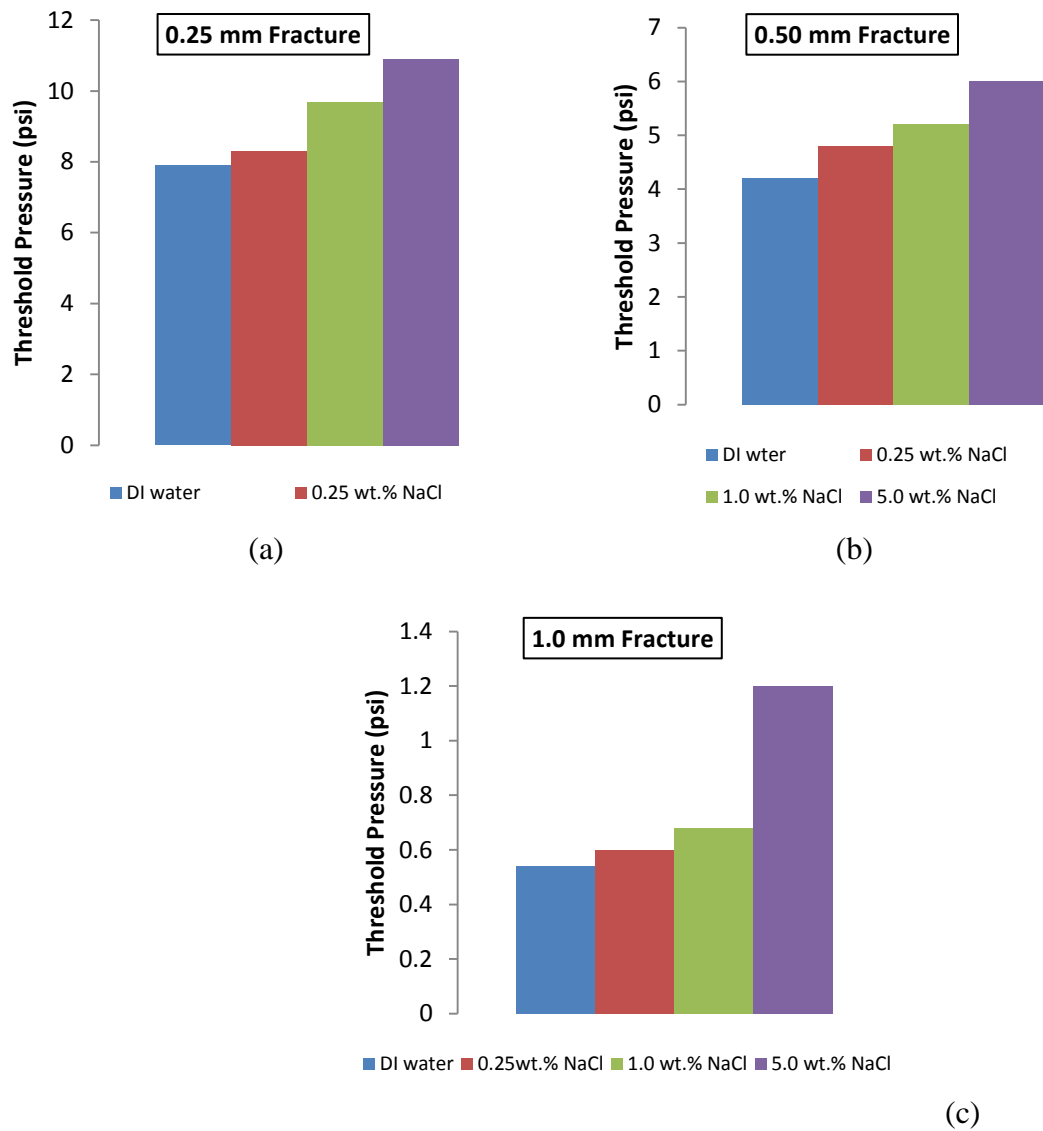 0.25 mm Fracture
Threshold Pressure (psi)
12
10
8
6
4
2
0
DI water 0.25 wt.% NaCl
(a)
0.50 mm Fracture
Threshold Pressure (psi)
7
6
5
4
3
2
1
0
DI wter 0.25 wt.% NaCl
1.0 wt.% NaCl 5.0 wt.% NaCl
(b)
1.0 mm Fracture
Threshold Pressure (psi)
1.4
1.2
1
0.8
0.6
0.4
0.2
0
DI water 0.25wt.% NaCl 1.0 wt.% NaCl 5.0 wt.% NaCl
(c)